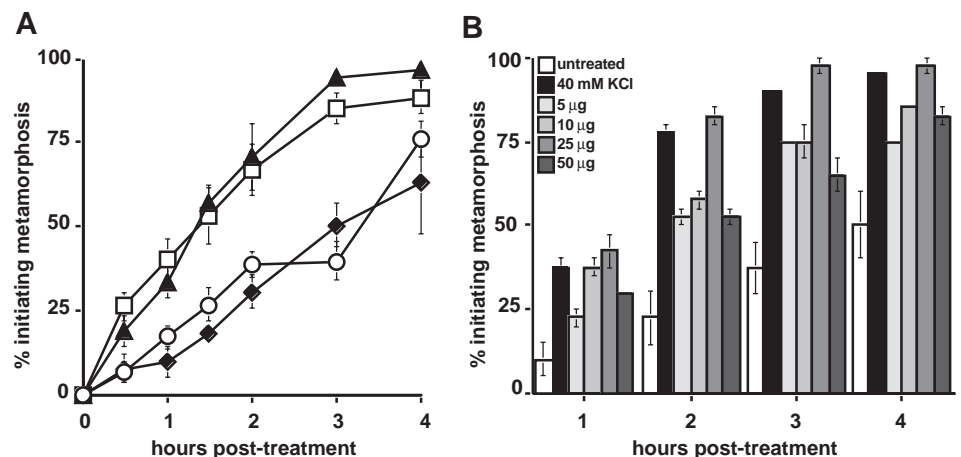 A
% initiating metamorphosis
100
75
50
25
0
0 1 2 3 4
hours post-treatment
B
% initiating metamorphosis
100
75
50
25
0
untreated
40 mM KCl
5 µg
10 µg
25 µg
50 µg
1 2 3 4
hours post-treatment